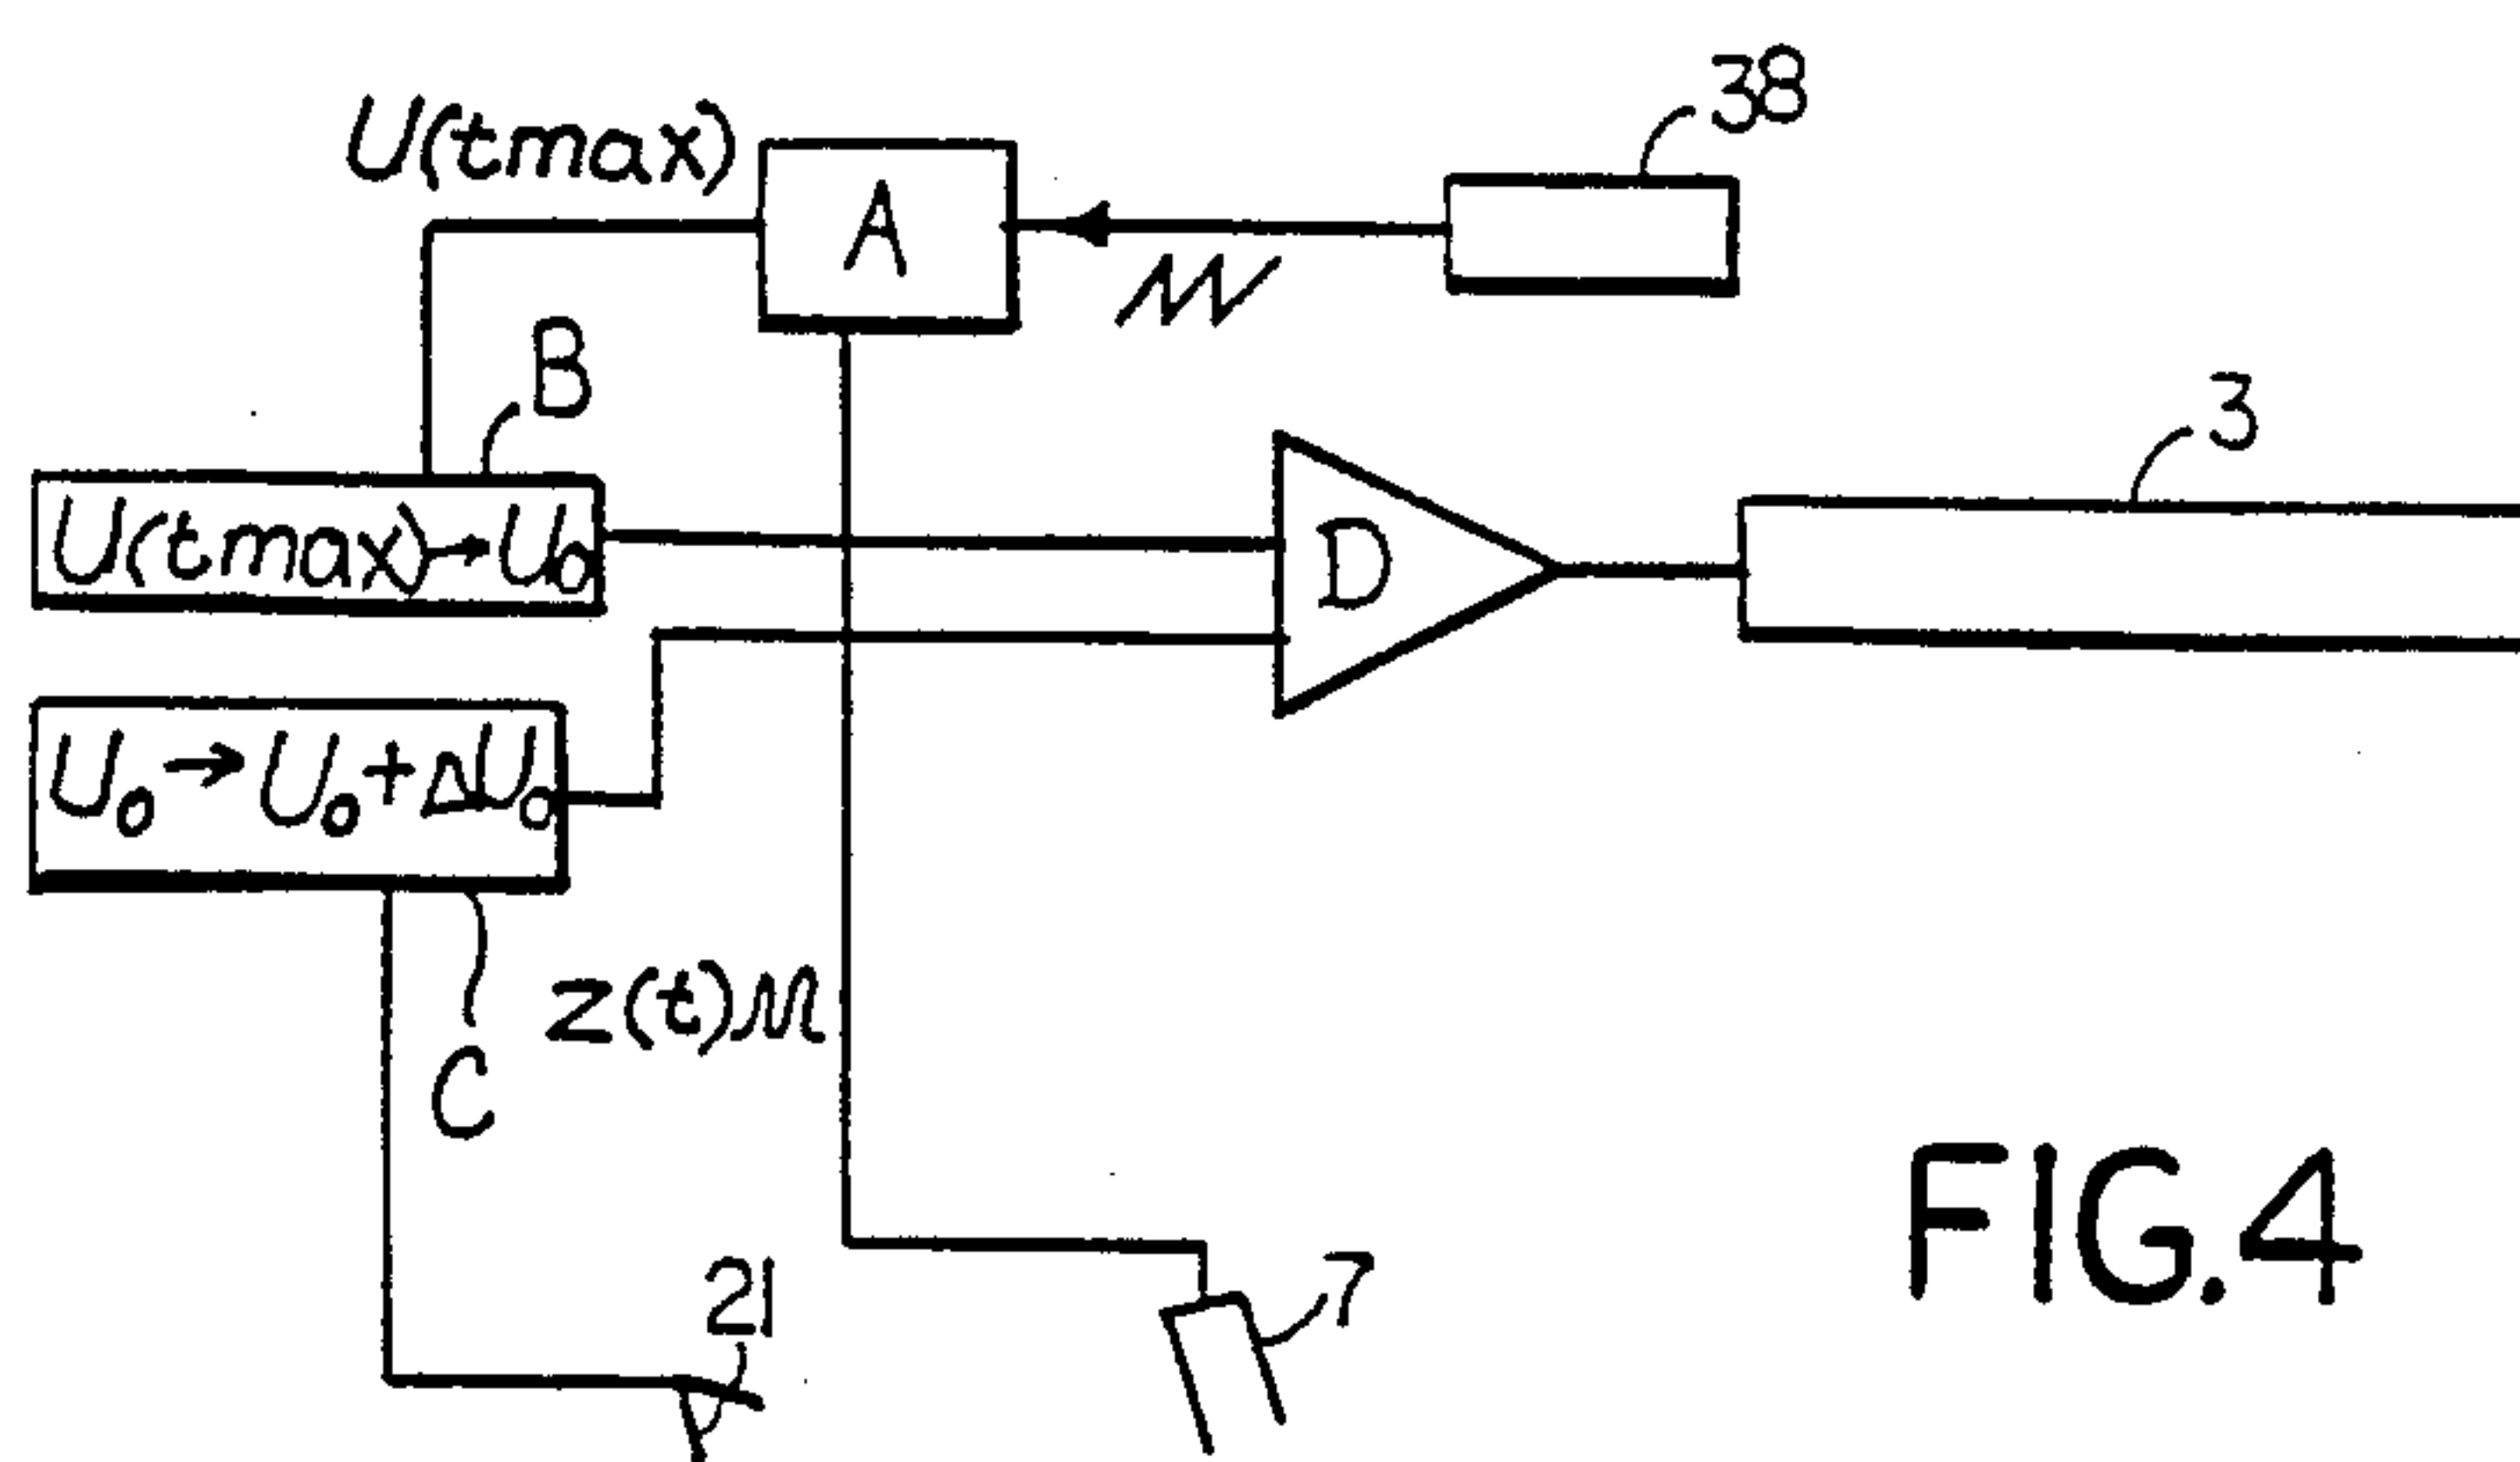 38
U(tmax)
A
B
3
U(tmax)→U₀
D
U₀→U₀+ΔU₀
z(t)
C
21
7
FIG.4